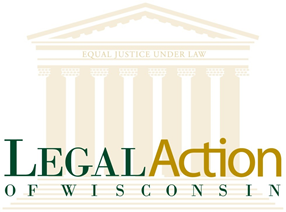 EQUAL JUSTICE UNDER LAW
LEGAL Action
OF WISCONSIN